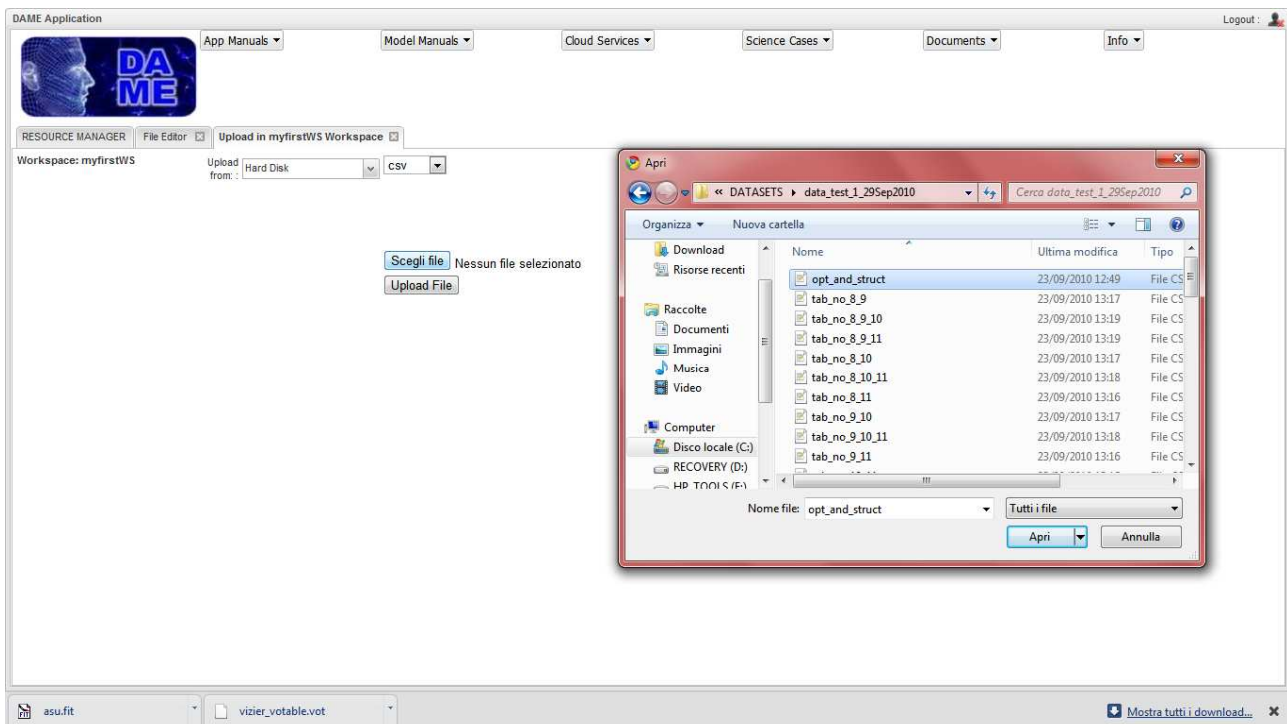 DAME Application
Logout :
DA
ME
App Manuals
Model Manuals
Cloud Services
Science Cases
Documents
Info
RESOURCE MANAGER
File Editor
Upload in myfirstWS Workspace
Workspace: myfirstWS
Upload
from: :
Hard Disk
csv
Scegli file
Nessun file selezionato
Upload File
Apri
« DATASETS
data_test_1_29Sep2010
Cerca data_test_1_29Sep2010
Organizza
Nuova cartella
Download
Risorse recenti
Raccolte
Documenti
Immagini
Musica
Video
Computer
Disco locale (C:)
RECOVERY (D:)
HP_TOOLS (E:)
Nome Ultima modifica Tipo
opt_and_struct 23/09/2010 12:49 File CS
tab_no_8_9 23/09/2010 13:17 File CS
tab_no_8_9_10 23/09/2010 13:19 File CS
tab_no_8_9_11 23/09/2010 13:19 File CS
tab_no_8_10 23/09/2010 13:17 File CS
tab_no_8_10_11 23/09/2010 13:18 File CS
tab_no_8_11 23/09/2010 13:16 File CS
tab_no_9_10 23/09/2010 13:17 File CS
tab_no_9_10_11 23/09/2010 13:18 File CS
tab_no_9_11 23/09/2010 13:16 File CS
Nome file: opt_and_struct
Tutti i file
Apri
Annulla
asu.fit
vizier_votable.vot
Mostra tutti i download...